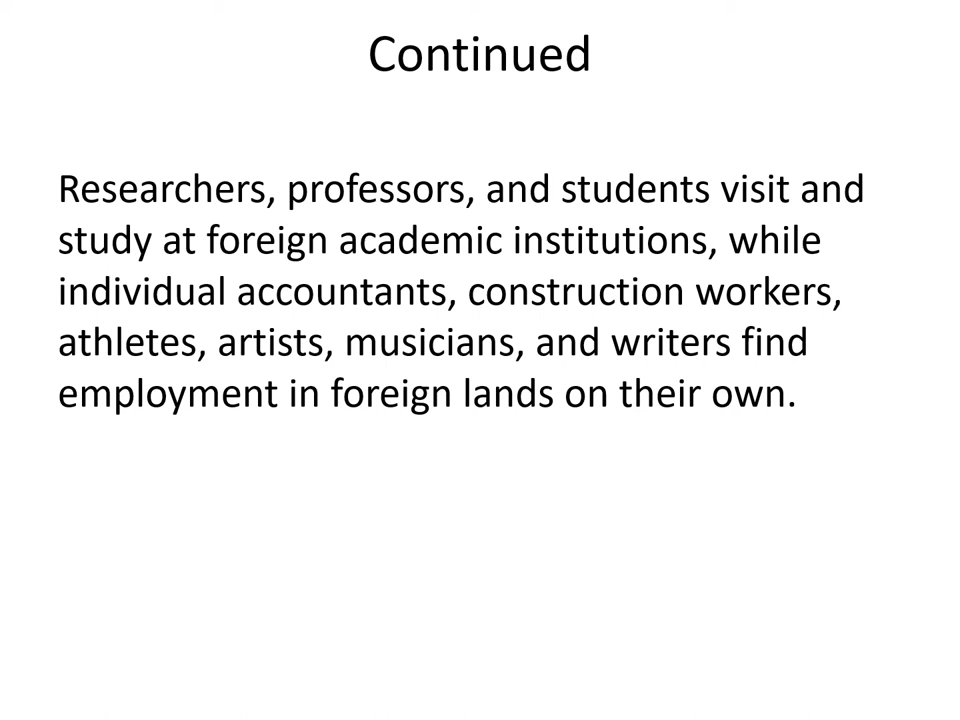 Continued
Researchers, professors, and students visit and
study at foreign academic institutions, while
individual accountants, construction workers,
athletes, artists, musicians, and writers find
employment in foreign lands on their own.